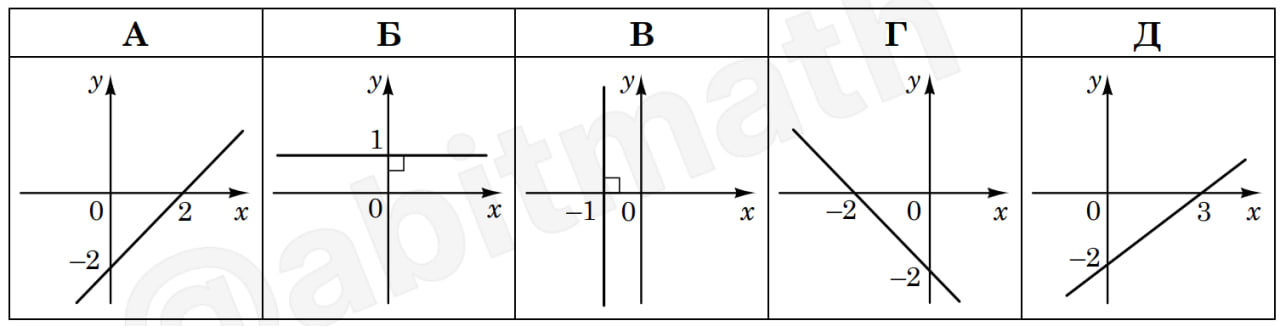 А Б В Г Д
y y y y y
1
0 2 x
0 x
–1 0 x
–2 0 x
0 3 x
–2 –2 –2
@abitmath